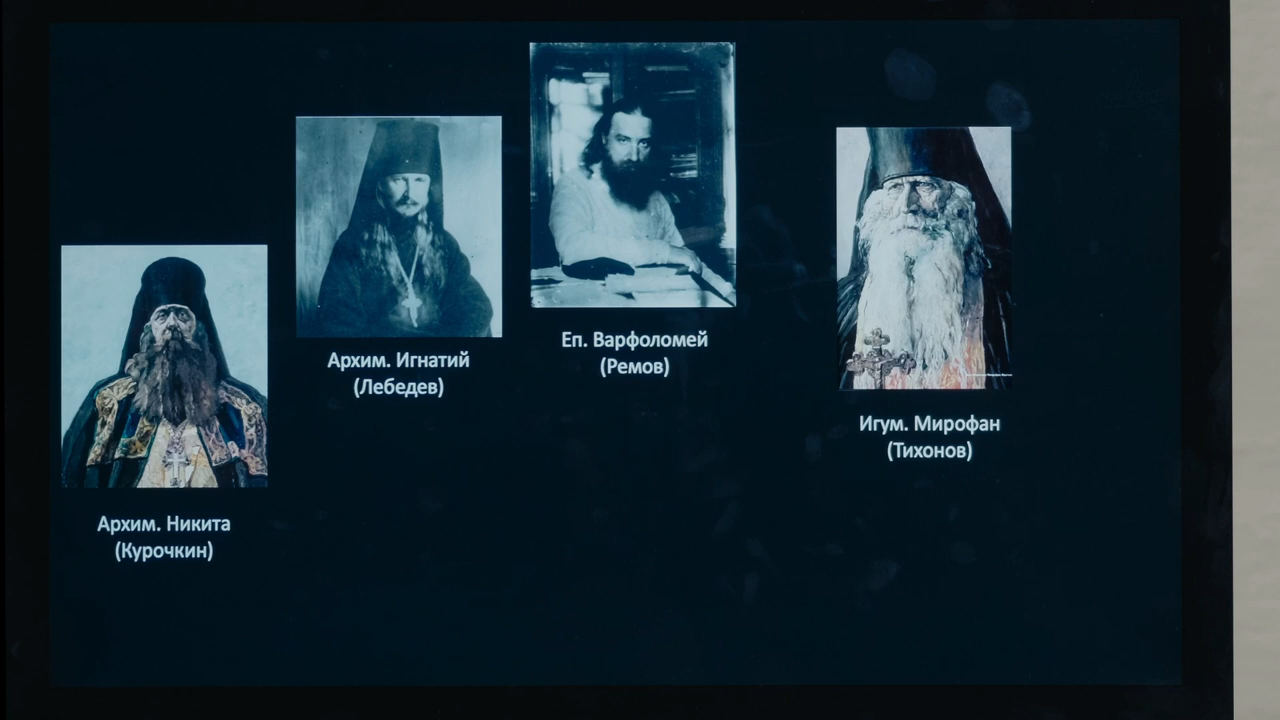 Архим. Никита
(Курочкин)
Архим. Игнатий
(Лебедев)
Еп. Варфоломей
(Ремов)
Игум. Мирофан
(Тихонов)